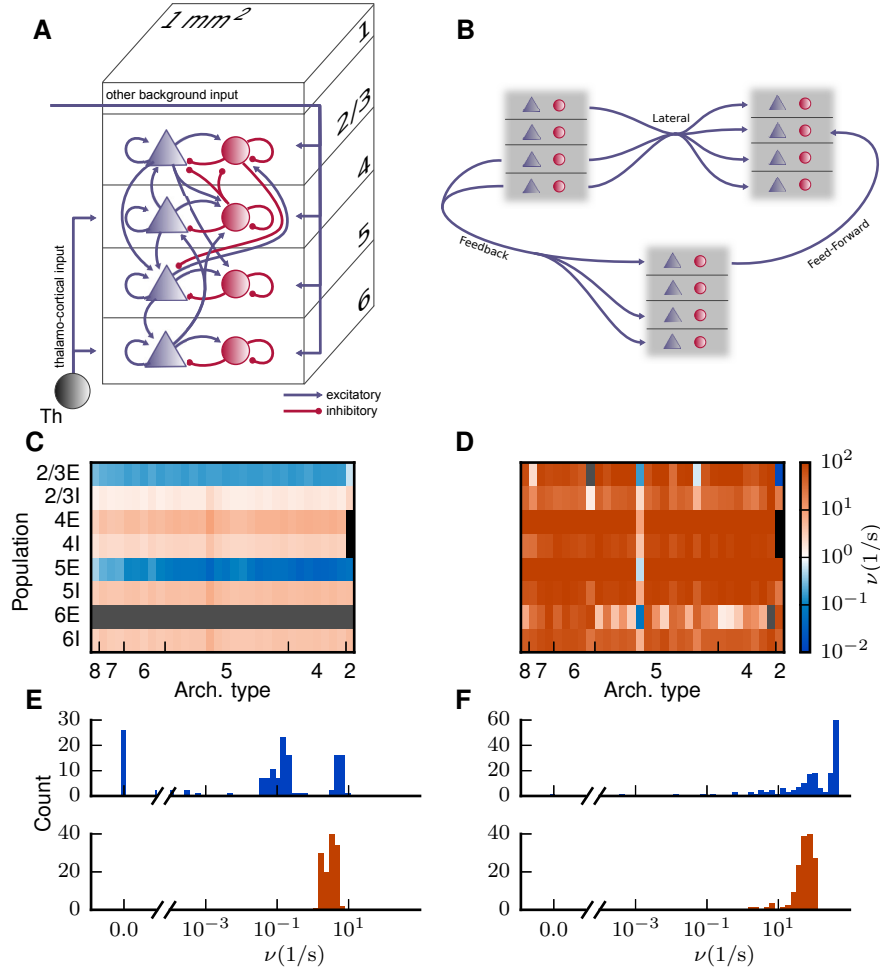 A
1 mm²
1
other background input
2/3
4
5
6
thalamo-cortical input
Th
excitatory
inhibitory
B
Lateral
Feedback
Feed-Forward
C
2/3E
2/3I
4E
4I
5E
5I
6E
6I
Population
8 7 6 5 4 2
Arch. type
D
10²
10¹
10⁰
10⁻¹
10⁻²
ν(1/s)
8 7 6 5 4 2
Arch. type
E
30
20
10
0
Count
40
20
0
0.0 10⁻³ 10⁻¹ 10¹
ν(1/s)
F
60
40
20
0
40
20
0
0.0 10⁻³ 10⁻¹ 10¹
ν(1/s)